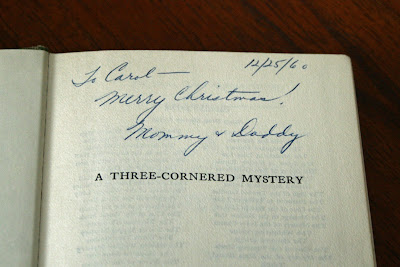 12/25/60
To Carol —
Merry Christmas!
Mommy & Daddy
A THREE-CORNERED MYSTERY